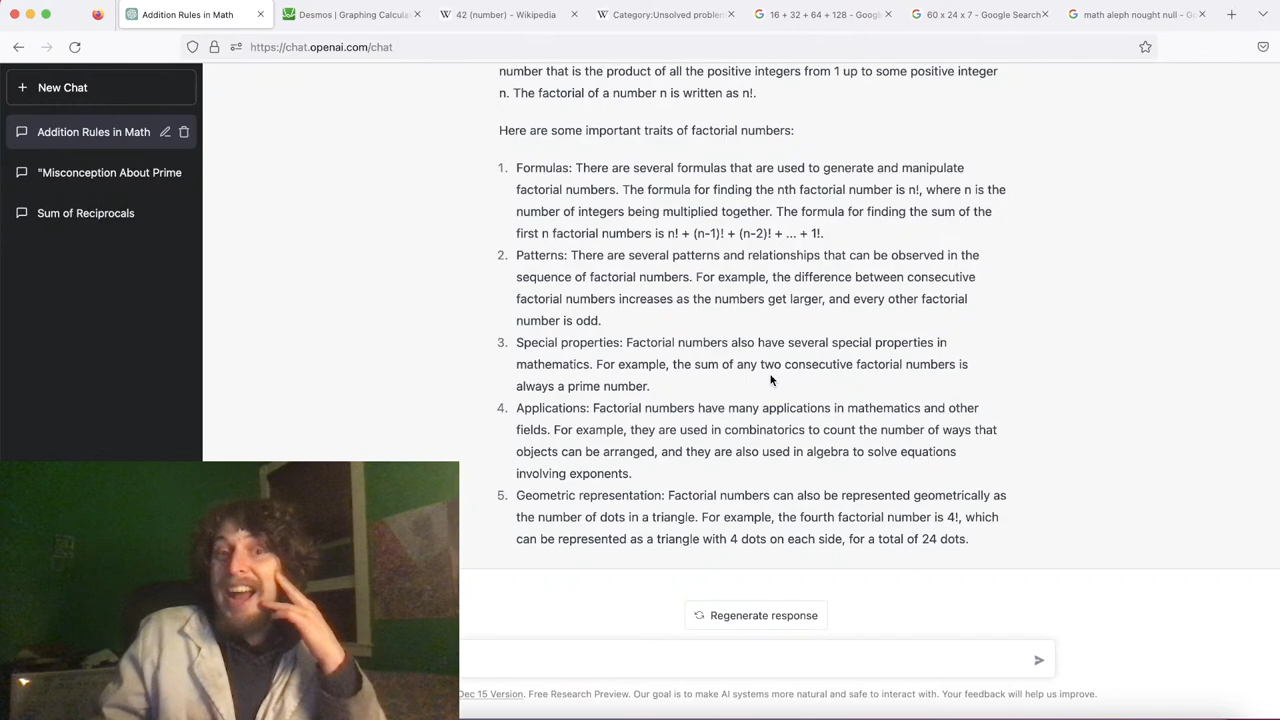 Addition Rules in Math
Desmos | Graphing Calcula
42 (number) - Wikipedia
Category:Unsolved problem
16 + 32 + 64 + 128 - Googl
60 x 24 x 7 - Google Search
math aleph nought null - Go
https://chat.openai.com/chat
New Chat
Addition Rules in Math
"Misconception About Prime
Sum of Reciprocals
number that is the product of all the positive integers from 1 up to some positive integer
n. The factorial of a number n is written as n!.
Here are some important traits of factorial numbers:
1. Formulas: There are several formulas that are used to generate and manipulate
factorial numbers. The formula for finding the nth factorial number is n!, where n is the
number of integers being multiplied together. The formula for finding the sum of the
first n factorial numbers is n! + (n-1)! + (n-2)! + ... + 1!.
2. Patterns: There are several patterns and relationships that can be observed in the
sequence of factorial numbers. For example, the difference between consecutive
factorial numbers increases as the numbers get larger, and every other factorial
number is odd.
3. Special properties: Factorial numbers also have several special properties in
mathematics. For example, the sum of any two consecutive factorial numbers is
always a prime number.
4. Applications: Factorial numbers have many applications in mathematics and other
fields. For example, they are used in combinatorics to count the number of ways that
objects can be arranged, and they are also used in algebra to solve equations
involving exponents.
5. Geometric representation: Factorial numbers can also be represented geometrically as
the number of dots in a triangle. For example, the fourth factorial number is 4!, which
can be represented as a triangle with 4 dots on each side, for a total of 24 dots.
Regenerate response
Dec 15 Version. Free Research Preview. Our goal is to make AI systems more natural and safe to interact with. Your feedback will help us improve.